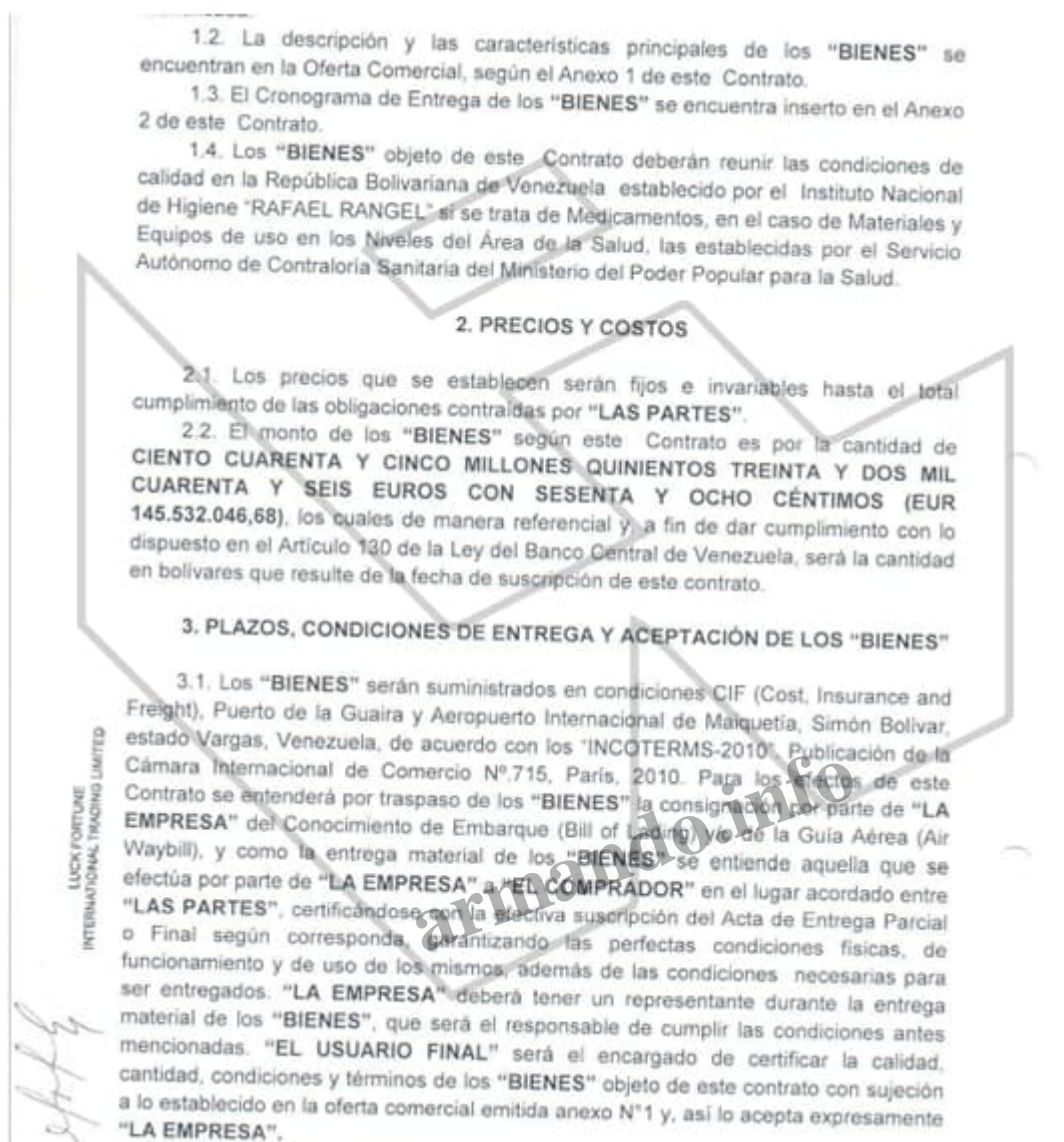 1.2. La descripción y las características principales de los "BIENES" se
encuentran en la Oferta Comercial, según el Anexo 1 de este Contrato.
1.3. El Cronograma de Entrega de los "BIENES" se encuentra inserto en el Anexo
2 de este Contrato.
1.4. Los "BIENES" objeto de este Contrato deberán reunir las condiciones de
calidad en la República Bolivariana de Venezuela establecido por el Instituto Nacional
de Higiene "RAFAEL RANGEL" si se trata de Medicamentos, en el caso de Materiales y
Equipos de uso en los Niveles del Área de la Salud, las establecidas por el Servicio
Autónomo de Contraloría Sanitaria del Ministerio del Poder Popular para la Salud.
2. PRECIOS Y COSTOS
2.1. Los precios que se establecen serán fijos e invariables hasta el total
cumplimiento de las obligaciones contraídas por "LAS PARTES".
2.2. El monto de los "BIENES" según este Contrato es por la cantidad de
CIENTO CUARENTA Y CINCO MILLONES QUINIENTOS TREINTA Y DOS MIL
CUARENTA Y SEIS EUROS CON SESENTA Y OCHO CÉNTIMOS (EUR
145.532.046,68), los cuales de manera referencial y, a fin de dar cumplimiento con lo
dispuesto en el Artículo 130 de la Ley del Banco Central de Venezuela, será la cantidad
en bolívares que resulte de la fecha de suscripción de este contrato.
3. PLAZOS, CONDICIONES DE ENTREGA Y ACEPTACIÓN DE LOS "BIENES"
3.1. Los "BIENES" serán suministrados en condiciones CIF (Cost, Insurance and
Freight), Puerto de la Guaira y Aeropuerto Internacional de Maiquetía, Simón Bolívar,
estado Vargas, Venezuela, de acuerdo con los "INCOTERMS-2010", Publicación de la
Cámara Internacional de Comercio Nº.715, París, 2010. Para los efectos de este
Contrato se entenderá por traspaso de los "BIENES" la consignación por parte de "LA
EMPRESA" del Conocimiento de Embarque (Bill of Lading) y/o de la Guía Aérea (Air
Waybill), y como la entrega material de los "BIENES" se entiende aquella que se
efectúa por parte de "LA EMPRESA" a "EL COMPRADOR" en el lugar acordado entre
"LAS PARTES", certificándose con la efectiva suscripción del Acta de Entrega Parcial
o Final según corresponda, garantizando las perfectas condiciones físicas, de
funcionamiento y de uso de los mismos, además de las condiciones necesarias para
ser entregados. "LA EMPRESA" deberá tener un representante durante la entrega
material de los "BIENES", que será el responsable de cumplir las condiciones antes
mencionadas. "EL USUARIO FINAL" será el encargado de certificar la calidad,
cantidad, condiciones y términos de los "BIENES" objeto de este contrato con sujeción
a lo establecido en la oferta comercial emitida anexo N°1 y, así lo acepta expresamente
"LA EMPRESA".
LUCK FORTUNE
INTERNATIONAL TRADING LIMITED
armando.info